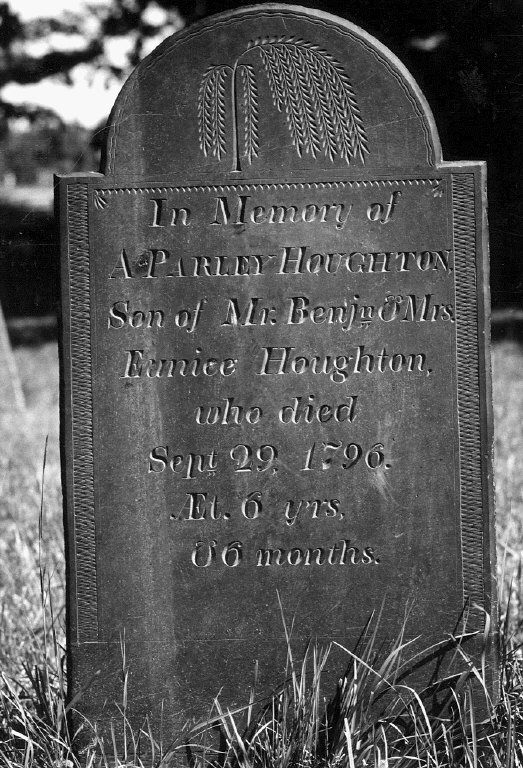 In Memory of
A PARLEY HOUGHTON,
Son of Mr. Benjn & Mrs.
Eunice Houghton,
who died
Sept 29, 1796.
Æt. 6 yrs,
& 6 months.